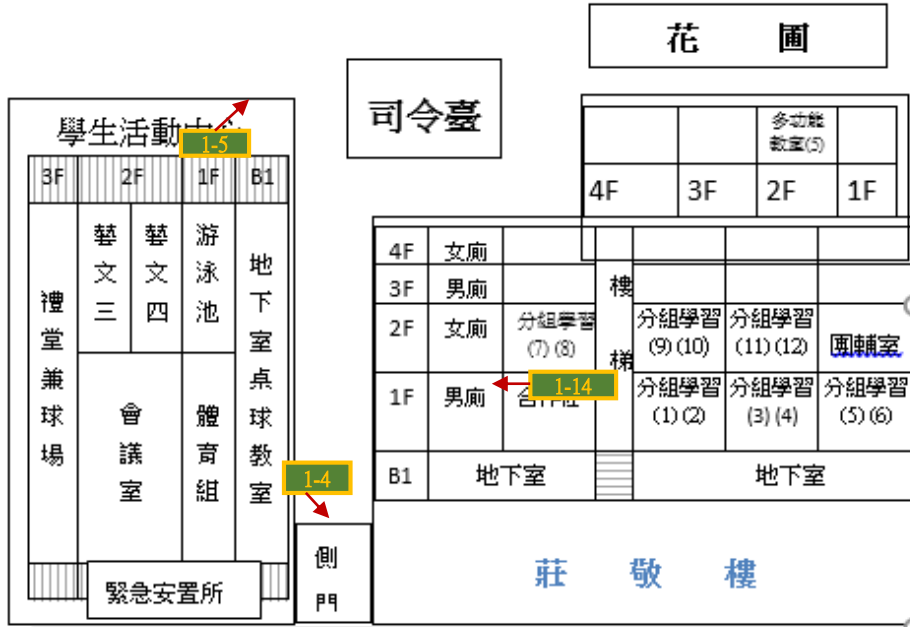 花 圃
司令臺
學生活動
1-5
3F 2F 1F B1
禮堂兼球場
藝文三
藝文四
游泳池
地下室桌球教室
會議室
體育組
緊急安置所
1-4
側門
多功能
教室(5)
4F 3F 2F 1F
4F 女廁
3F 男廁
樓梯
2F 女廁 分組學習 分組學習 分組學習 團輔室
(7) (8) (9) (10) (11) (12)
1F 男廁 分組學習 分組學習 分組學習
1-14
(1) (2) (3) (4) (5) (6)
B1 地下室 地下室
莊 敬 樓